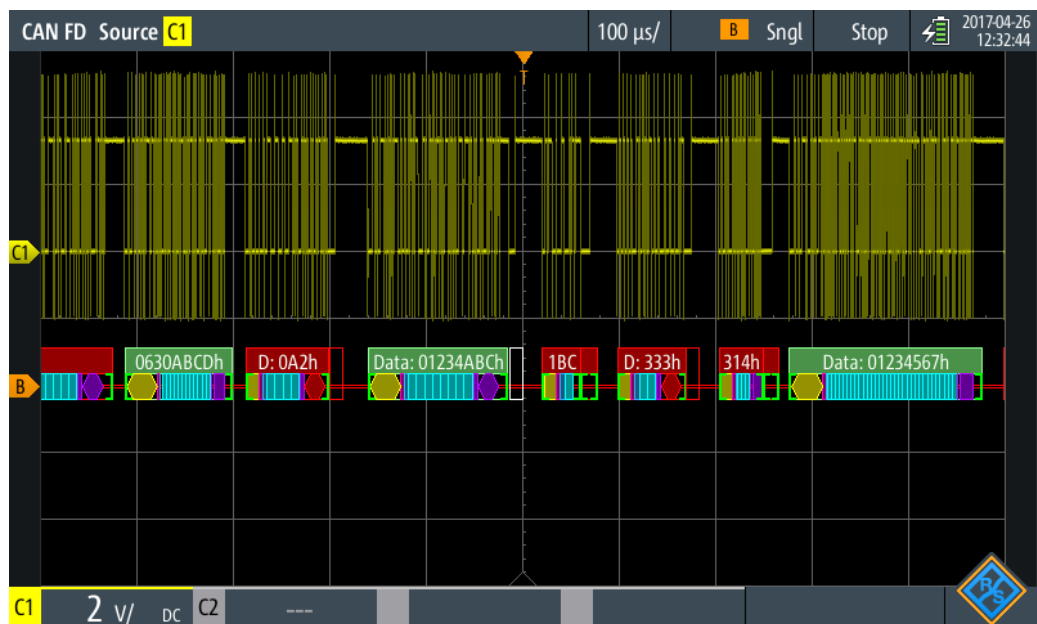 CAN FD Source C1
100 µs/
B Sngl
Stop
2017-04-26
12:32:44
T
C1
0630ABCDh
D: 0A2h
Data: 01234ABCh
1BC
D: 333h
314h
Data: 01234567h
B
C1 2 V/ DC
C2 ---
R&S